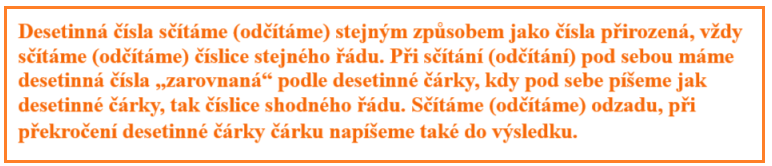 Desetinná čísla sčítáme (odčítáme) stejným způsobem jako čísla přirozená, vždy
sčítáme (odčítáme) číslice stejného řádu. Při sčítání (odčítání) pod sebou máme
desetinná čísla „zarovnaná“ podle desetinné čárky, kdy pod sebe píšeme jak
desetinné čárky, tak číslice shodného řádu. Sčítáme (odčítáme) odzadu, při
překročení desetinné čárky čárku napíšeme také do výsledku.